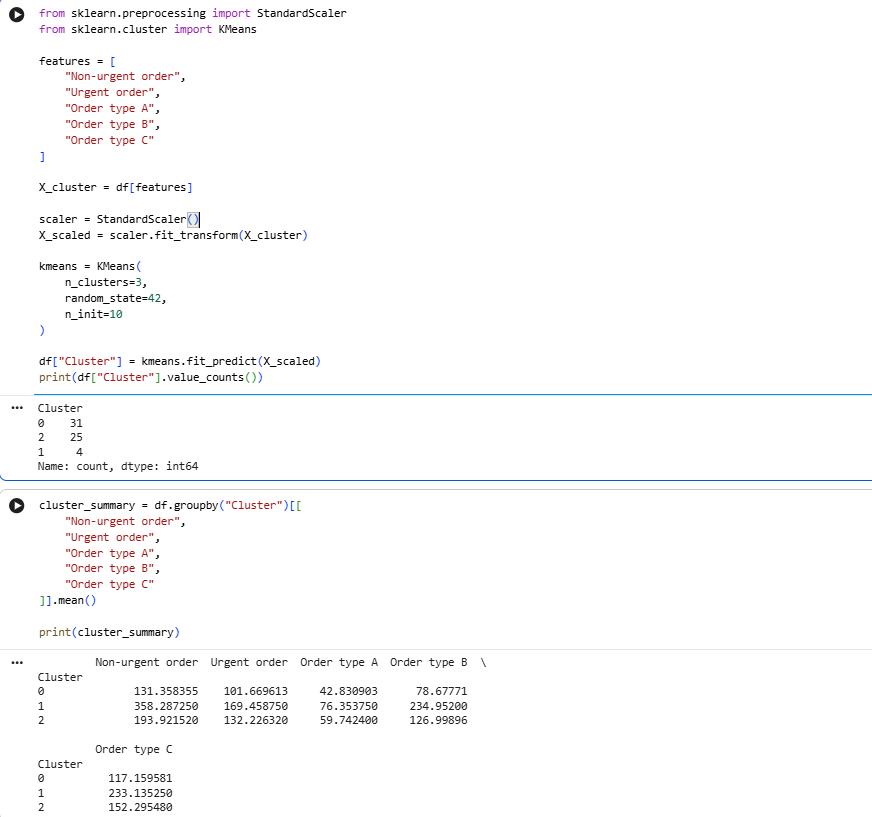 from sklearn.preprocessing import StandardScaler
from sklearn.cluster import KMeans
features = [
    "Non-urgent order",
    "Urgent order",
    "Order type A",
    "Order type B",
    "Order type C"
]
X_cluster = df[features]
scaler = StandardScaler()
X_scaled = scaler.fit_transform(X_cluster)
kmeans = KMeans(
    n_clusters=3,
    random_state=42,
    n_init=10
)
df["Cluster"] = kmeans.fit_predict(X_scaled)
print(df["Cluster"].value_counts())
Cluster
0    31
2    25
1     4
Name: count, dtype: int64
cluster_summary = df.groupby("Cluster")[[
    "Non-urgent order",
    "Urgent order",
    "Order type A",
    "Order type B",
    "Order type C"
]].mean()
print(cluster_summary)
         Non-urgent order  Urgent order  Order type A  Order type B  \
Cluster
0              131.358355    101.669613     42.830903      78.67771
1              358.287250    169.458750     76.353750     234.95200
2              193.921520    132.226320     59.742400     126.99896
         Order type C
Cluster
0          117.159581
1          233.135250
2          152.295480